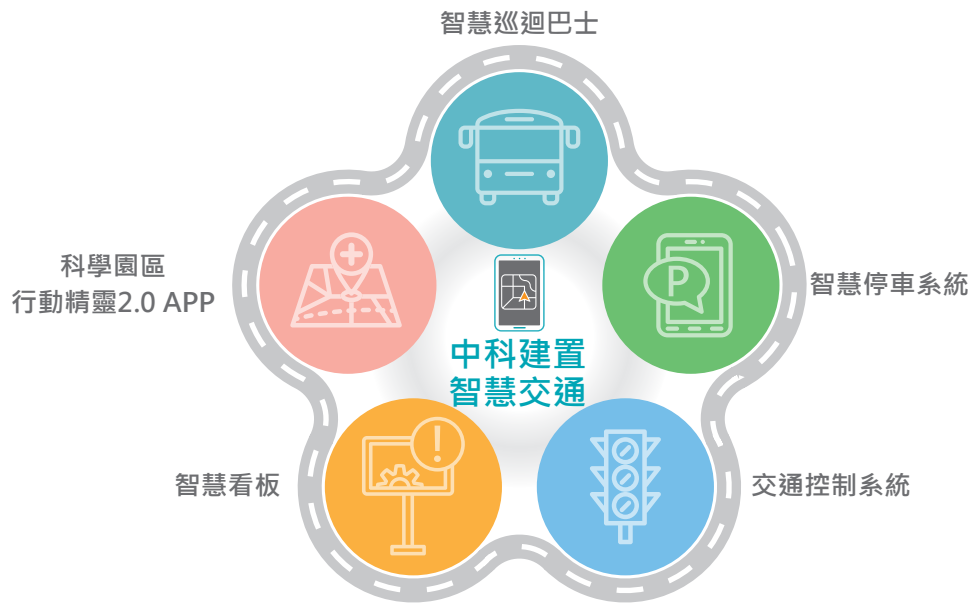 智慧巡迴巴士
科學園區
行動精靈2.0 APP
P
智慧停車系統
中科建置
智慧交通
!
智慧看板
交通控制系統